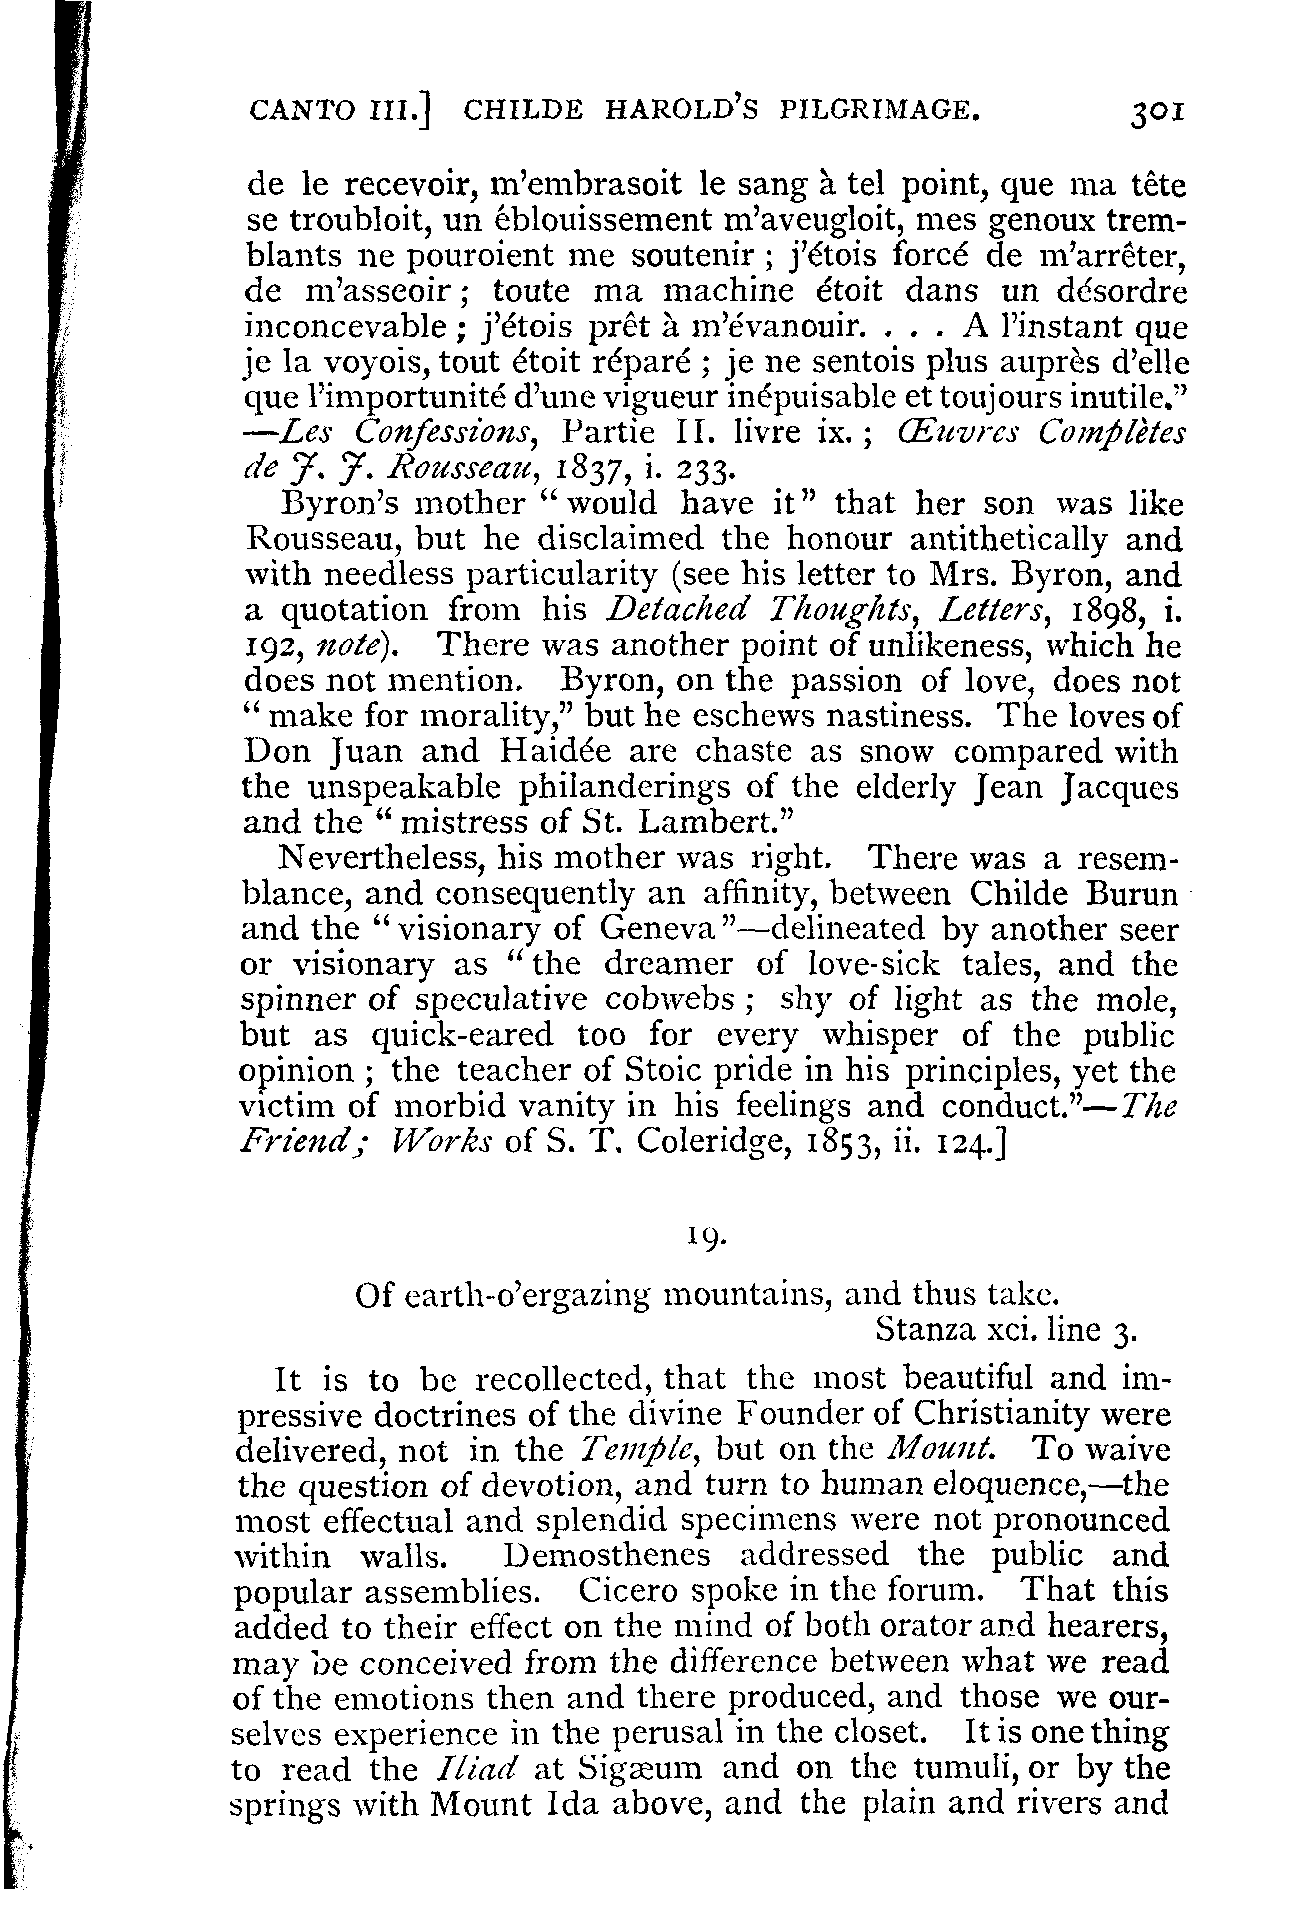 CANTO III.] CHILDE HAROLD'S PILGRIMAGE. 301
de le recevoir, m'embrasoit le sang à tel point, que ma tête
se troubloit, un éblouissement m'aveugloit, mes genoux trem-
blants ne pouroient me soutenir ; j'étois forcé de m'arrêter,
de m'asseoir ; toute ma machine étoit dans un désordre
inconcevable ; j'étois prêt à m'évanouir. . . . A l'instant que
je la voyois, tout étoit réparé ; je ne sentois plus auprès d'elle
que l'importunité d'une vigueur inépuisable et toujours inutile."
—Les Confessions, Partie II. livre ix. ; Œuvres Complètes
de J. J. Rousseau, 1837, i. 233.
Byron's mother "would have it" that her son was like
Rousseau, but he disclaimed the honour antithetically and
with needless particularity (see his letter to Mrs. Byron, and
a quotation from his Detached Thoughts, Letters, 1898, i.
192, note). There was another point of unlikeness, which he
does not mention. Byron, on the passion of love, does not
"make for morality," but he eschews nastiness. The loves of
Don Juan and Haidée are chaste as snow compared with
the unspeakable philanderings of the elderly Jean Jacques
and the "mistress of St. Lambert."
Nevertheless, his mother was right. There was a resem-
blance, and consequently an affinity, between Childe Burun
and the "visionary of Geneva"—delineated by another seer
or visionary as "the dreamer of love-sick tales, and the
spinner of speculative cobwebs ; shy of light as the mole,
but as quick-eared too for every whisper of the public
opinion ; the teacher of Stoic pride in his principles, yet the
victim of morbid vanity in his feelings and conduct."—The
Friend; Works of S. T. Coleridge, 1853, ii. 124.]
19.
Of earth-o'ergazing mountains, and thus take.
Stanza xci. line 3.
It is to be recollected, that the most beautiful and im-
pressive doctrines of the divine Founder of Christianity were
delivered, not in the Temple, but on the Mount. To waive
the question of devotion, and turn to human eloquence,—the
most effectual and splendid specimens were not pronounced
within walls. Demosthenes addressed the public and
popular assemblies. Cicero spoke in the forum. That this
added to their effect on the mind of both orator and hearers,
may be conceived from the difference between what we read
of the emotions then and there produced, and those we our-
selves experience in the perusal in the closet. It is one thing
to read the Iliad at Sigæum and on the tumuli, or by the
springs with Mount Ida above, and the plain and rivers and